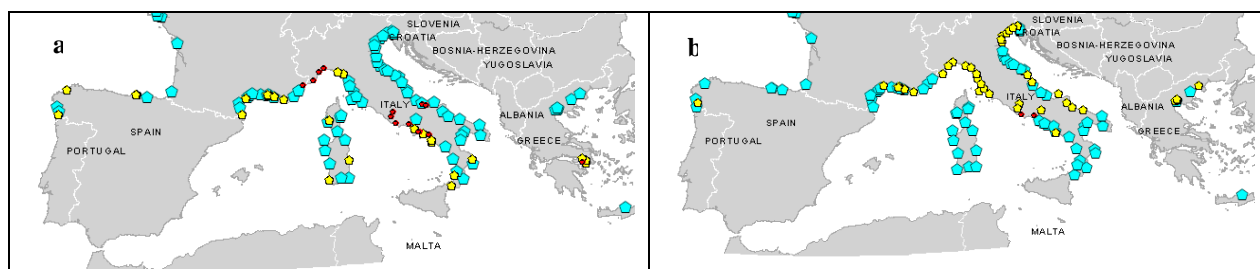 a
SLOVENIA
CROATIA
BOSNIA-HERZEGOVINA
YUGOSLAVIA
ITALY
ALBANIA
SPAIN
GREECE
PORTUGAL
MALTA
b
SLOVENIA
CROATIA
BOSNIA-HERZEGOVINA
YUGOSLAVIA
ITALY
ALBANIA
SPAIN
GREECE
PORTUGAL
MALTA